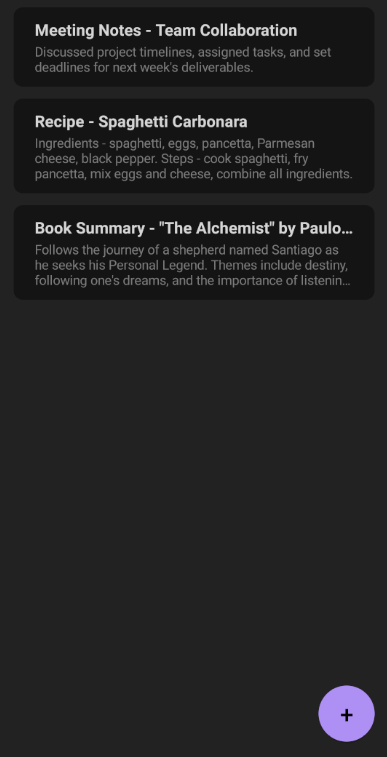 Meeting Notes - Team Collaboration
Discussed project timelines, assigned tasks, and set
deadlines for next week's deliverables.
Recipe - Spaghetti Carbonara
Ingredients - spaghetti, eggs, pancetta, Parmesan
cheese, black pepper. Steps - cook spaghetti, fry
pancetta, mix eggs and cheese, combine all ingredients.
Book Summary - "The Alchemist" by Paulo...
Follows the journey of a shepherd named Santiago as
he seeks his Personal Legend. Themes include destiny,
following one's dreams, and the importance of listenin...
+